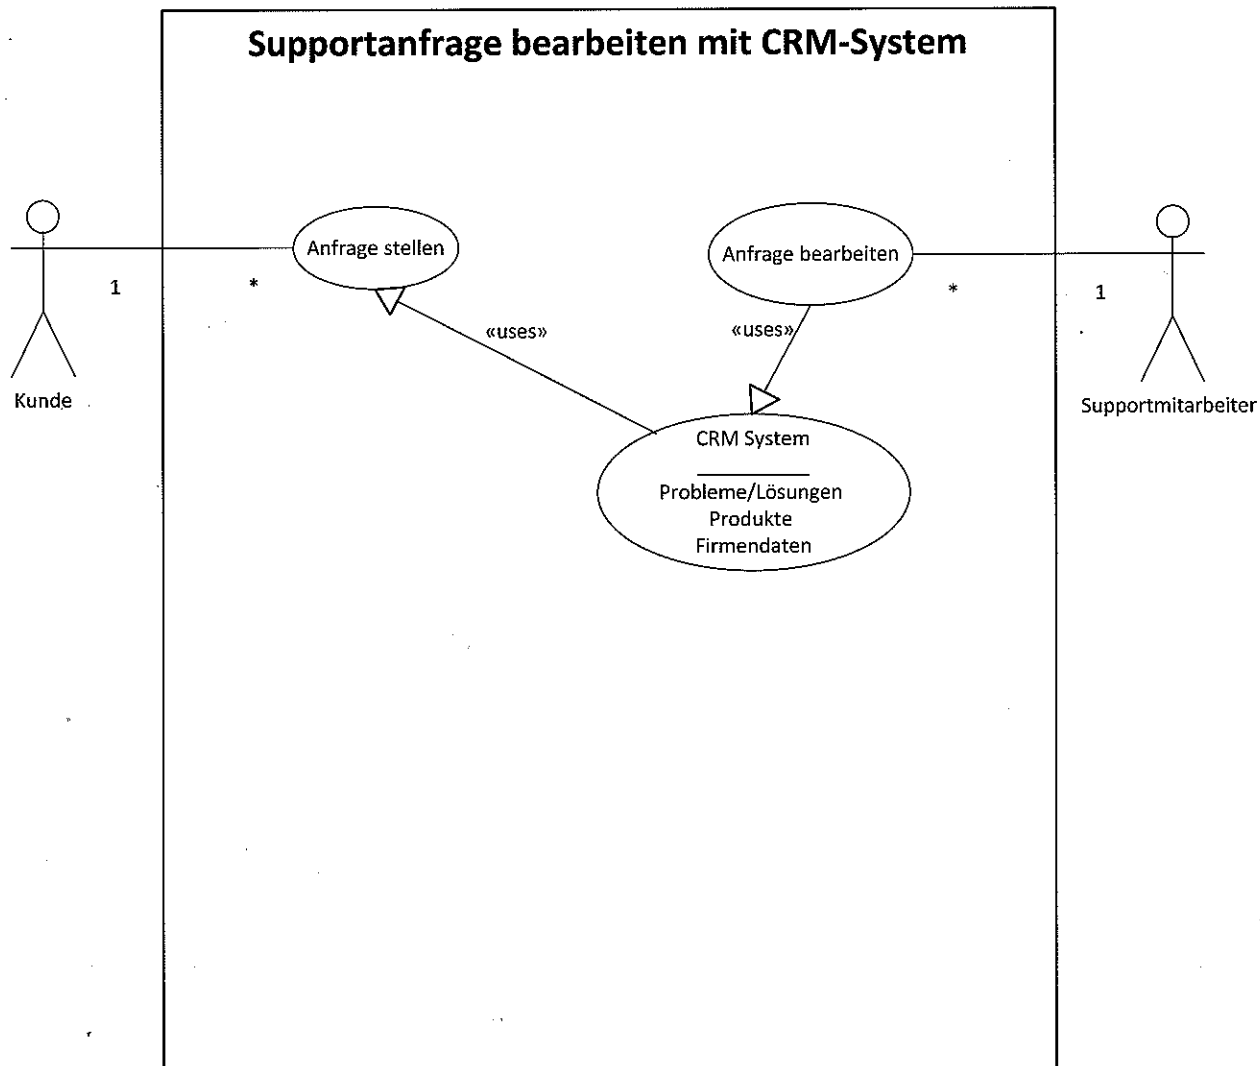 Supportanfrage bearbeiten mit CRM-System
Anfrage stellen
Anfrage bearbeiten
1
*
*
1
«uses»
«uses»
Kunde
Supportmitarbeiter
CRM System
Probleme/Lösungen
Produkte
Firmendaten